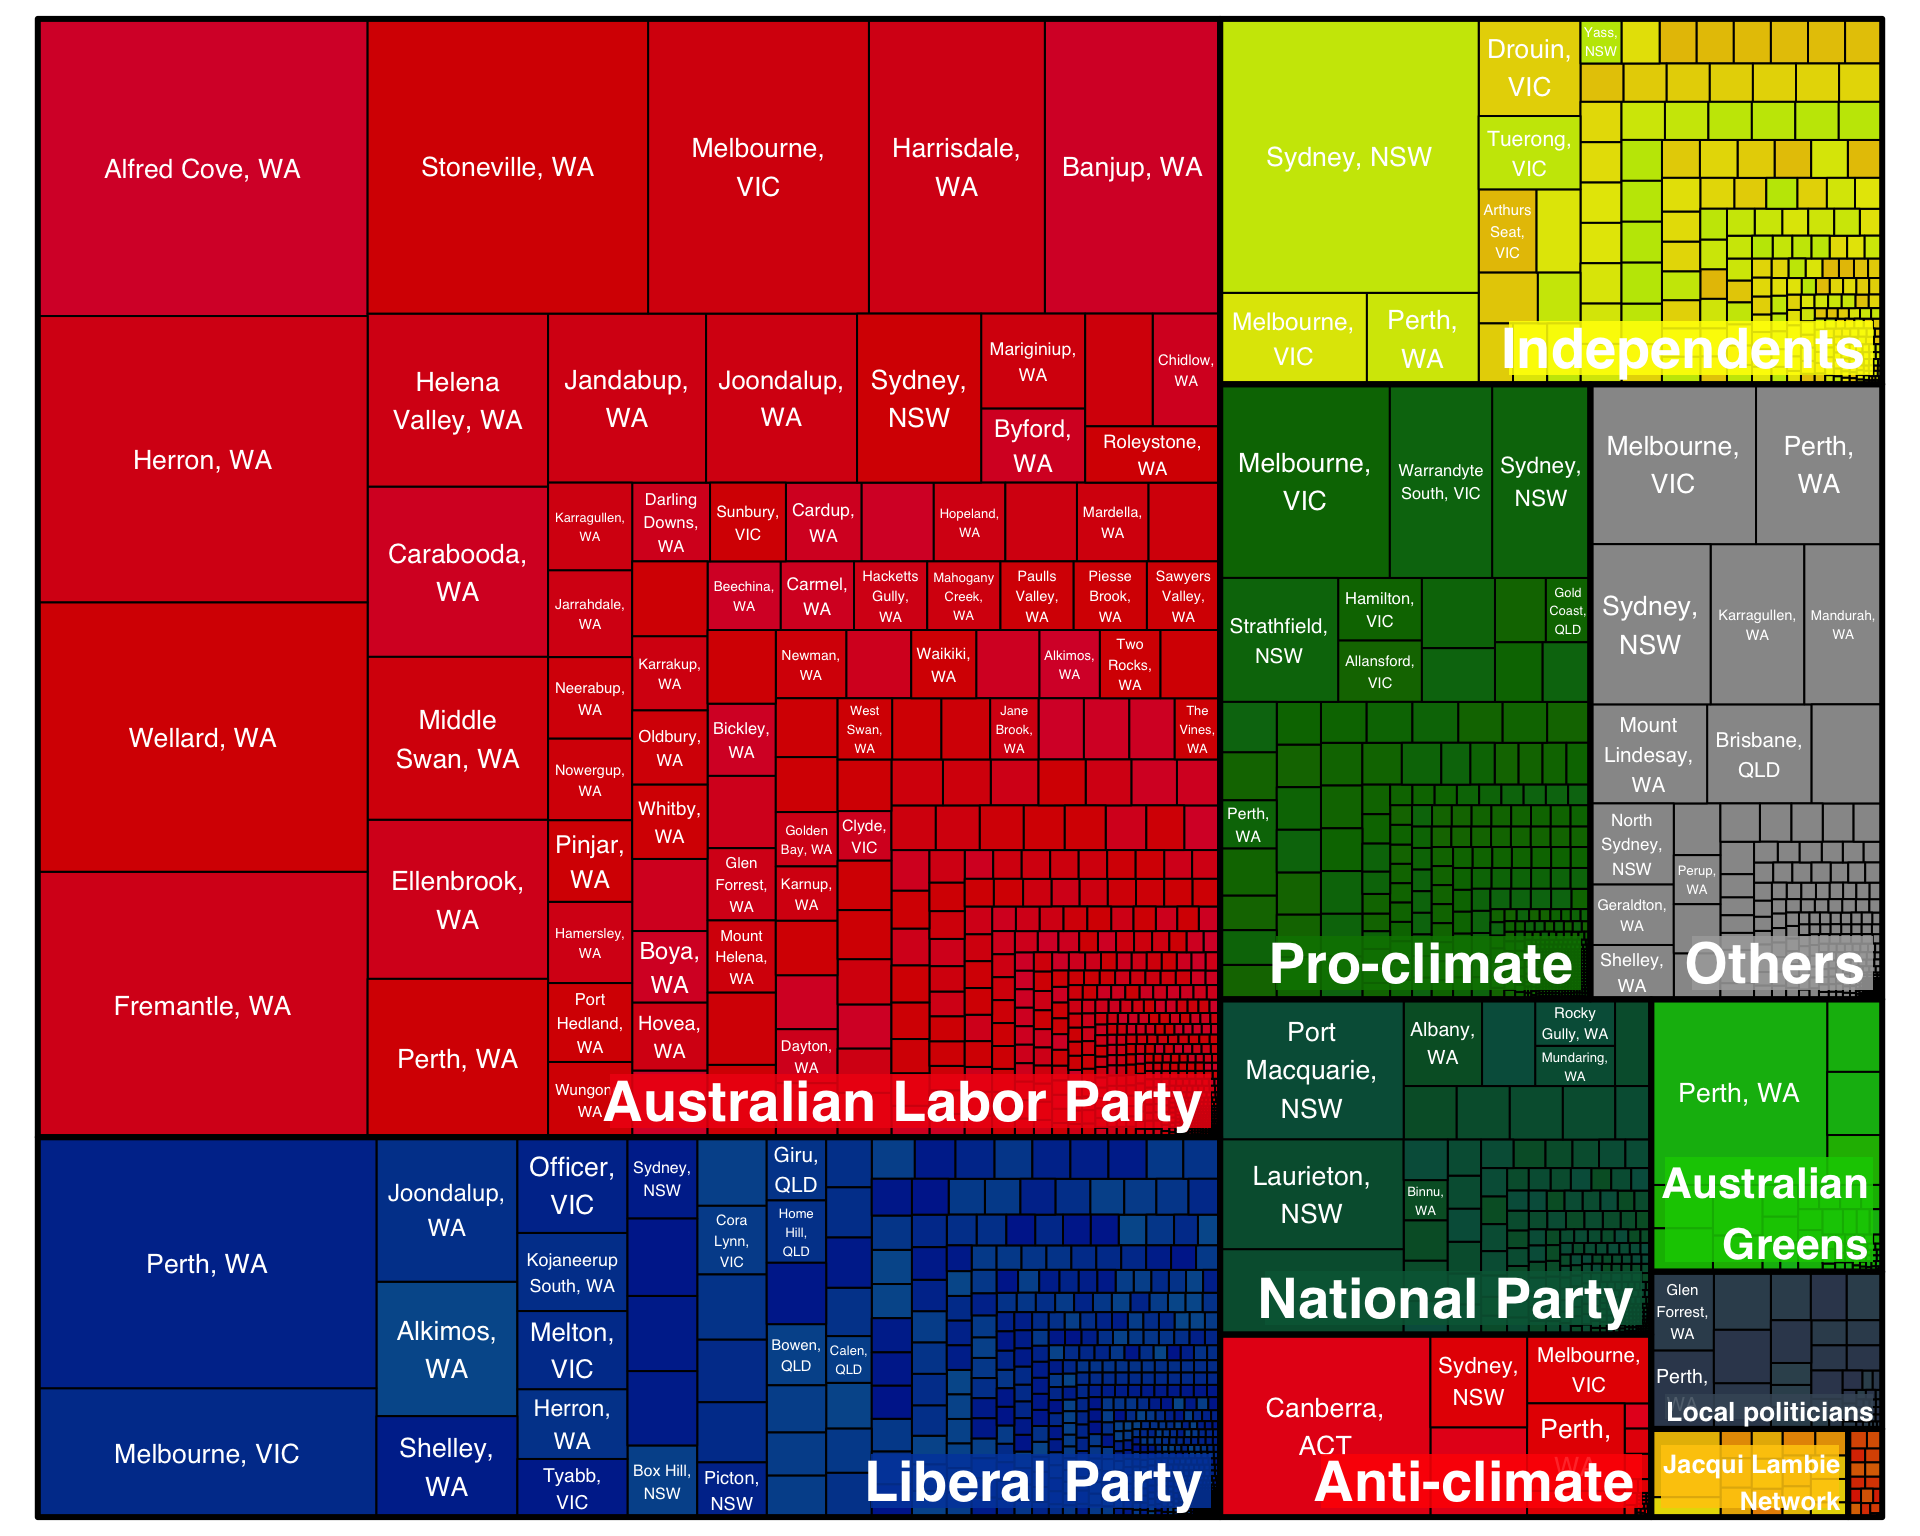 Alfred Cove, WA
Herron, WA
Wellard, WA
Fremantle, WA
Stoneville, WA
Melbourne,
VIC
Harrisdale,
WA
Banjup, WA
Helena
Valley, WA
Carabooda,
WA
Middle
Swan, WA
Ellenbrook,
WA
Perth, WA
Jandabup,
WA
Joondalup,
WA
Sydney,
NSW
Mariginiup,
WA
Byford,
WA
Chidlow,
WA
Roleystone,
WA
Karragullen,
WA
Jarrahdale,
WA
Neerabup,
WA
Nowergup,
WA
Pinjar,
WA
Hamersley,
WA
Port
Hedland,
WA
Wungon
WA
Darling
Downs,
WA
Sunbury,
VIC
Cardup,
WA
Hopeland,
WA
Mardella,
WA
Beechina,
WA
Carmel,
WA
Hacketts
Gully,
WA
Mahogany
Creek,
WA
Paulls
Valley,
WA
Piesse
Brook,
WA
Sawyers
Valley,
WA
Karrakup,
WA
Oldbury,
WA
Whitby,
WA
Boya,
WA
Hovea,
WA
Bickley,
WA
Glen
Forrest,
WA
Mount
Helena,
WA
Newman,
WA
Waikiki,
WA
Alkimos,
WA
Two
Rocks,
WA
West
Swan,
WA
Jane
Brook,
WA
The
Vines,
WA
Golden
Bay, WA
Clyde,
VIC
Karnup,
WA
Dayton,
WA
Australian Labor Party
Perth, WA
Melbourne, VIC
Joondalup,
WA
Alkimos,
WA
Shelley,
WA
Officer,
VIC
Kojaneerup
South, WA
Melton,
VIC
Herron,
WA
Tyabb,
VIC
Sydney,
NSW
Box Hill,
NSW
Cora
Lynn,
VIC
Picton,
NSW
Giru,
QLD
Home
Hill,
QLD
Bowen,
QLD
Calen,
QLD
Liberal Party
Sydney, NSW
Melbourne,
VIC
Perth,
WA
Drouin,
VIC
Tuerong,
VIC
Arthurs
Seat,
VIC
Yass,
NSW
Independents
Melbourne,
VIC
Warrandyte
South, VIC
Sydney,
NSW
Strathfield,
NSW
Hamilton,
VIC
Allansford,
VIC
Gold
Coast,
QLD
Perth,
WA
Pro-climate
Melbourne,
VIC
Perth,
WA
Sydney,
NSW
Karragullen,
WA
Mandurah,
WA
Mount
Lindesay,
WA
Brisbane,
QLD
North
Sydney,
NSW
Perup,
WA
Geraldton,
WA
Shelley,
WA
Others
Port
Macquarie,
NSW
Laurieton,
NSW
Albany,
WA
Rocky
Gully, WA
Mundaring,
WA
Binnu,
WA
National Party
Perth, WA
Australian
Greens
Canberra,
ACT
Sydney,
NSW
Melbourne,
VIC
Perth,
WA
Anti-climate
Glen
Forrest,
WA
Perth,
WA
Local politicians
Jacqui Lambie
Network